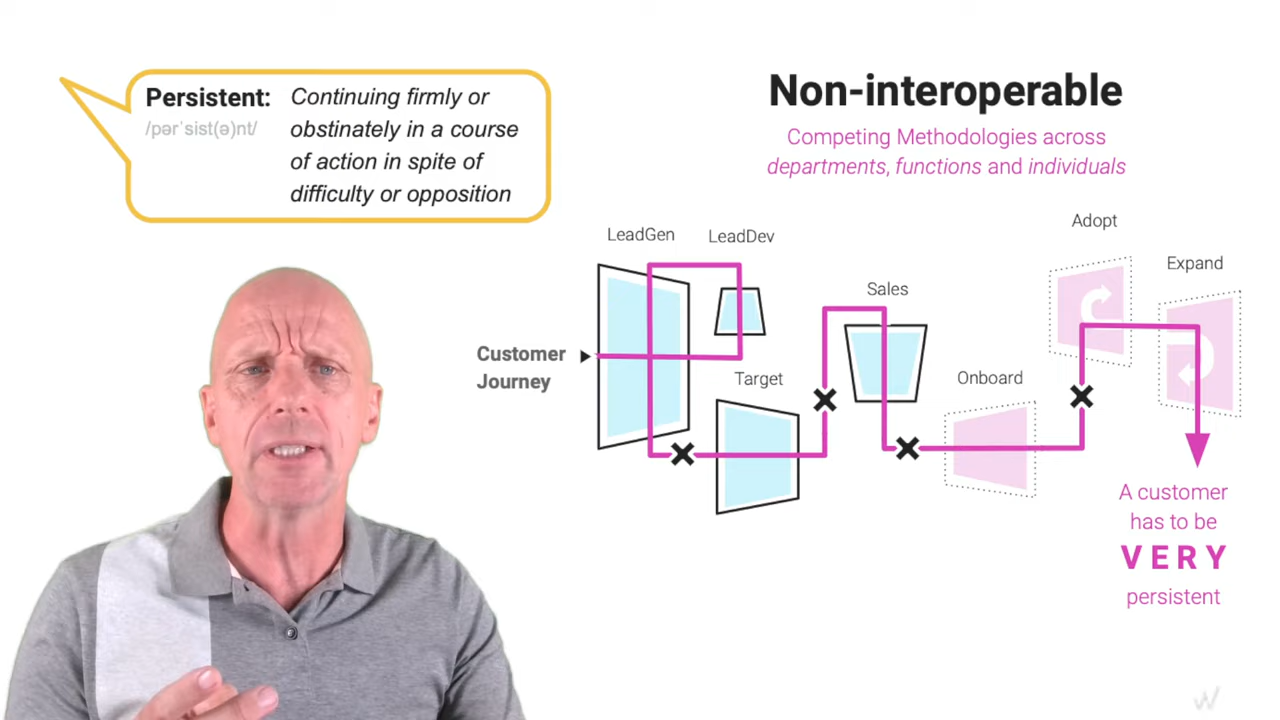 Persistent:
/pərˈsist(ə)nt/
Continuing firmly or
obstinately in a course
of action in spite of
difficulty or opposition
Non-interoperable
Competing Methodologies across
departments, functions and individuals
Customer
Journey
LeadGen
LeadDev
Target
Sales
Onboard
Adopt
Expand
A customer
has to be
VERY
persistent
W